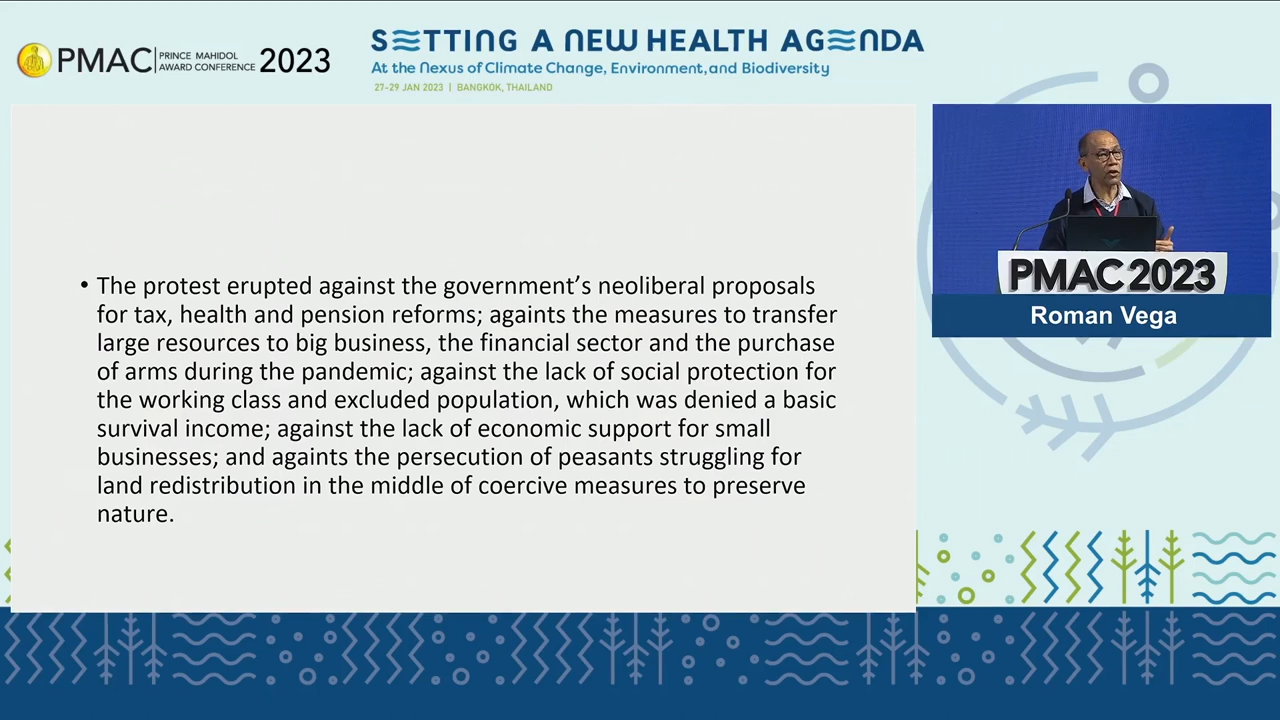 PMAC
PRINCE MAHIDOL
AWARD CONFERENCE
2023
SETTING A NEW HEALTH AGENDA
At the Nexus of Climate Change, Environment, and Biodiversity
27-29 JAN 2023 | BANGKOK, THAILAND
• The protest erupted against the government's neoliberal proposals
for tax, health and pension reforms; againts the measures to transfer
large resources to big business, the financial sector and the purchase
of arms during the pandemic; against the lack of social protection for
the working class and excluded population, which was denied a basic
survival income; against the lack of economic support for small
businesses; and againts the persecution of peasants struggling for
land redistribution in the middle of coercive measures to preserve
nature.
PMAC 2023
Roman Vega